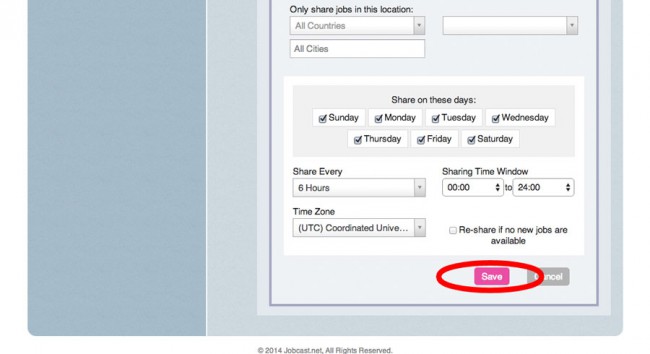 Only share jobs in this location:
All Countries
All Cities
Share on these days:
Sunday Monday Tuesday Wednesday
Thursday Friday Saturday
Share Every Sharing Time Window
6 Hours 00:00 to 24:00
Time Zone
(UTC) Coordinated Unive... Re-share if no new jobs are
available
Save ncel
© 2014 Jobcast.net, All Rights Reserved.